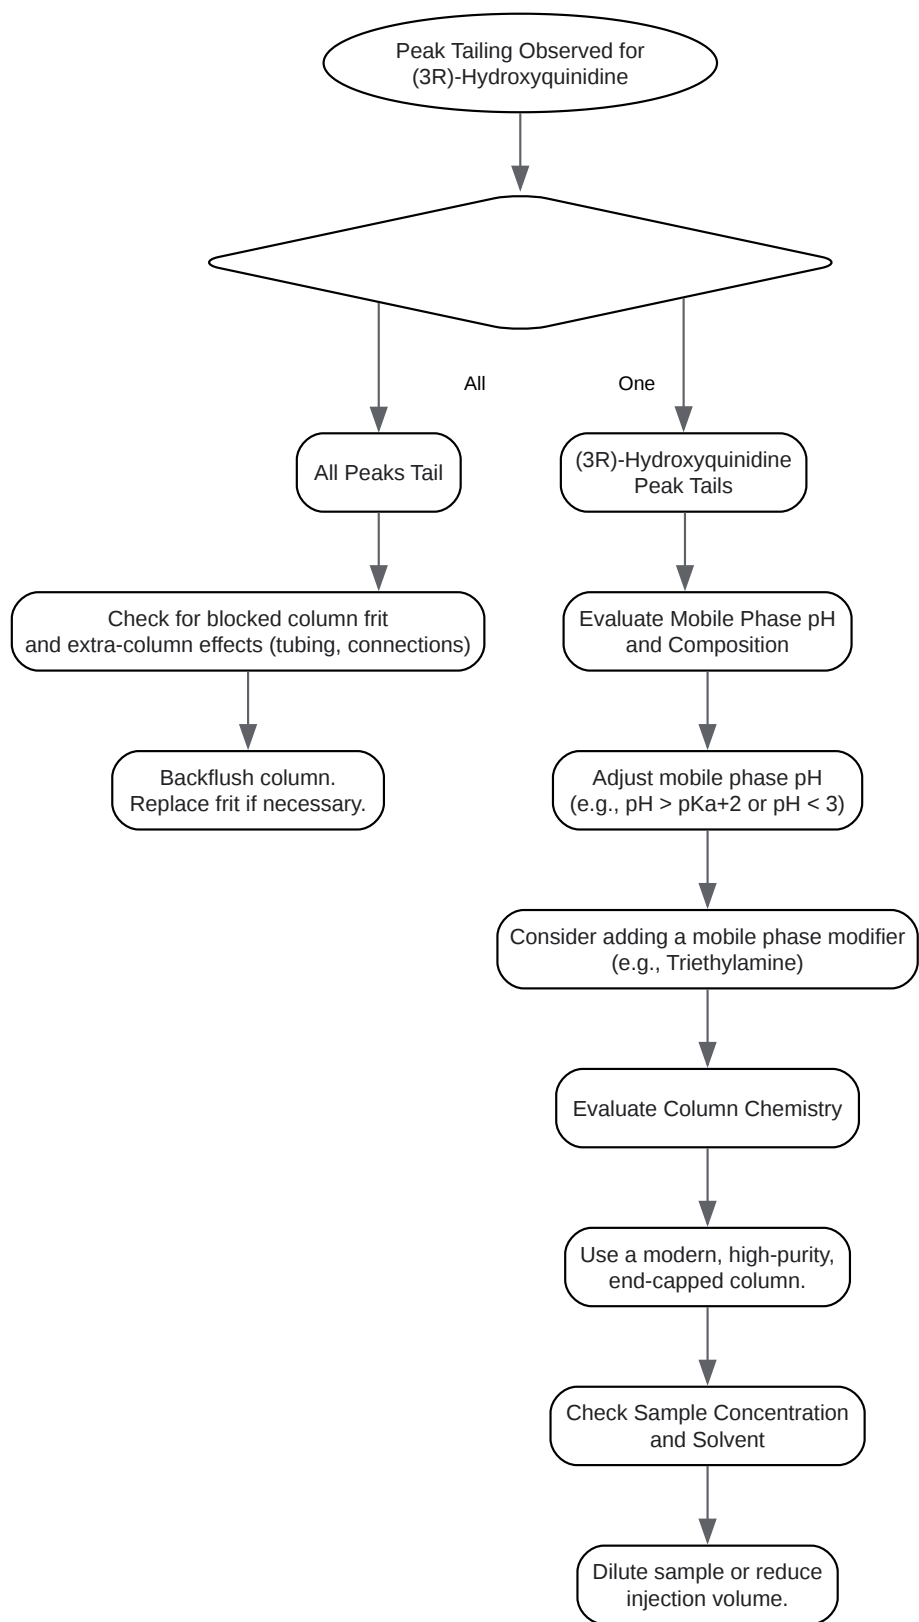 Peak Tailing Observed for
(3R)-Hydroxyquinidine
All
One
All Peaks Tail
(3R)-Hydroxyquinidine
Peak Tails
Check for blocked column frit
and extra-column effects (tubing, connections)
Evaluate Mobile Phase pH
and Composition
Backflush column.
Replace frit if necessary.
Adjust mobile phase pH
(e.g., pH > pKa+2 or pH < 3)
Consider adding a mobile phase modifier
(e.g., Triethylamine)
Evaluate Column Chemistry
Use a modern, high-purity,
end-capped column.
Check Sample Concentration
and Solvent
Dilute sample or reduce
injection volume.